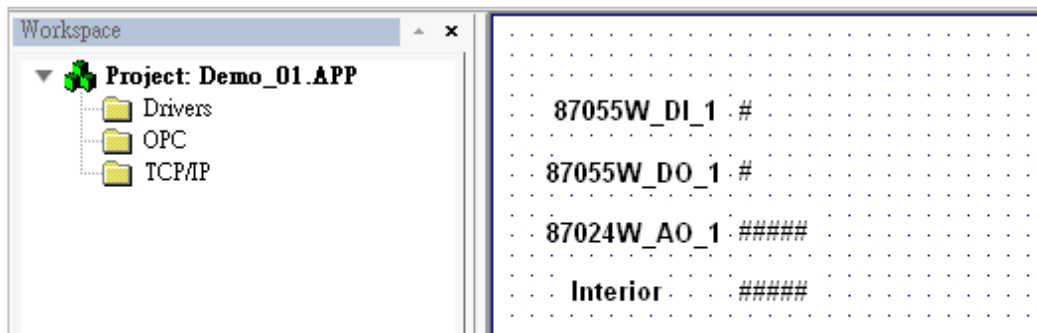 Workspace
Project: Demo_01.APP
Drivers
OPC
TCP/IP
87055W_DI_1 #
87055W_DO_1 #
87024W_AO_1 #####
Interior #####